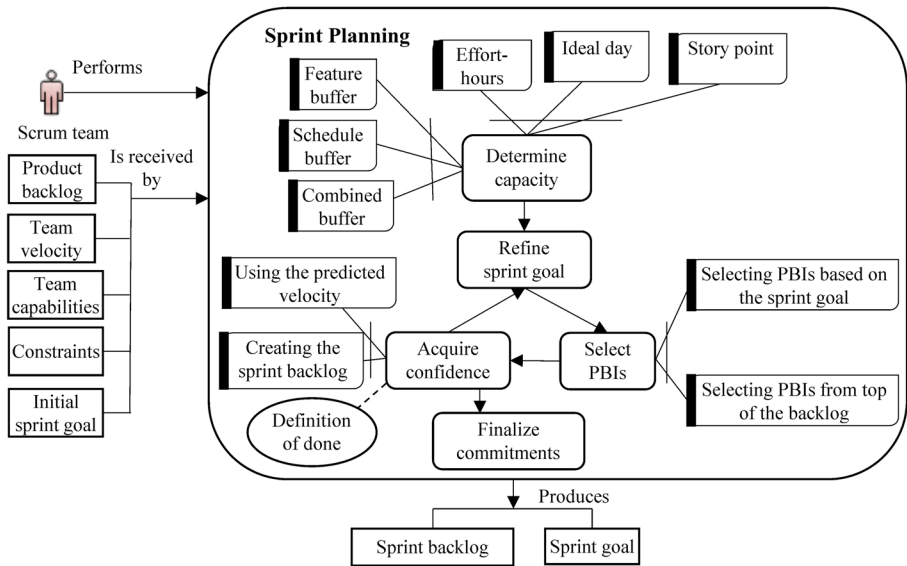 Sprint Planning
Performs
Scrum team
Is received
by
Product
backlog
Team
velocity
Team
capabilities
Constraints
Initial
sprint goal
Feature
buffer
Schedule
buffer
Combined
buffer
Effort-
hours
Ideal day
Story point
Determine
capacity
Refine
sprint goal
Using the predicted
velocity
Creating the
sprint backlog
Acquire
confidence
Select
PBIs
Selecting PBIs based on
the sprint goal
Selecting PBIs from top
of the backlog
Definition
of done
Finalize
commitments
Produces
Sprint backlog
Sprint goal